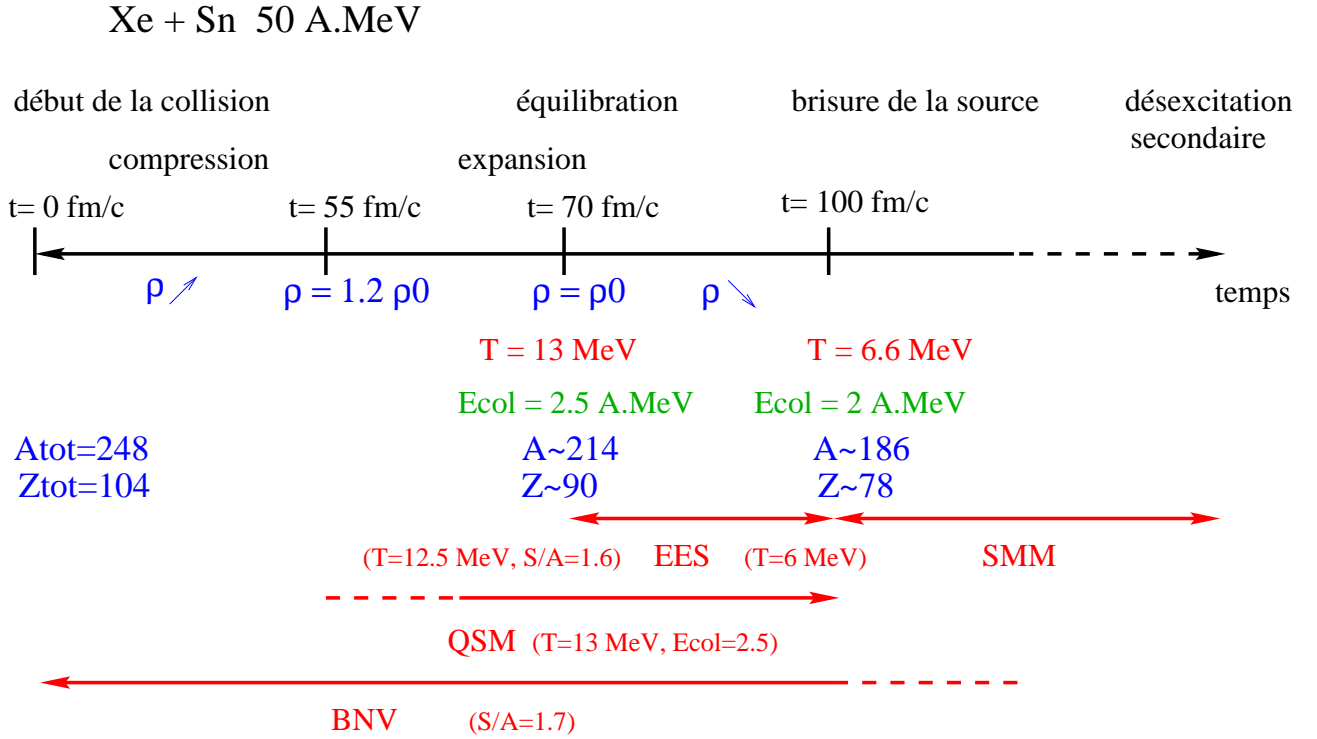 Xe + Sn 50 A.MeV
début de la collision équilibration brisure de la source désexcitation
secondaire
compression expansion
t= 0 fm/c t= 55 fm/c t= 70 fm/c t= 100 fm/c
ρ ρ = 1.2 ρ0 ρ = ρ0 ρ temps
T = 13 MeV T = 6.6 MeV
Ecol = 2.5 A.MeV Ecol = 2 A.MeV
Atot=248 A~214 A~186
Ztot=104 Z~90 Z~78
(T=12.5 MeV, S/A=1.6) EES (T=6 MeV) SMM
QSM (T=13 MeV, Ecol=2.5)
BNV (S/A=1.7)